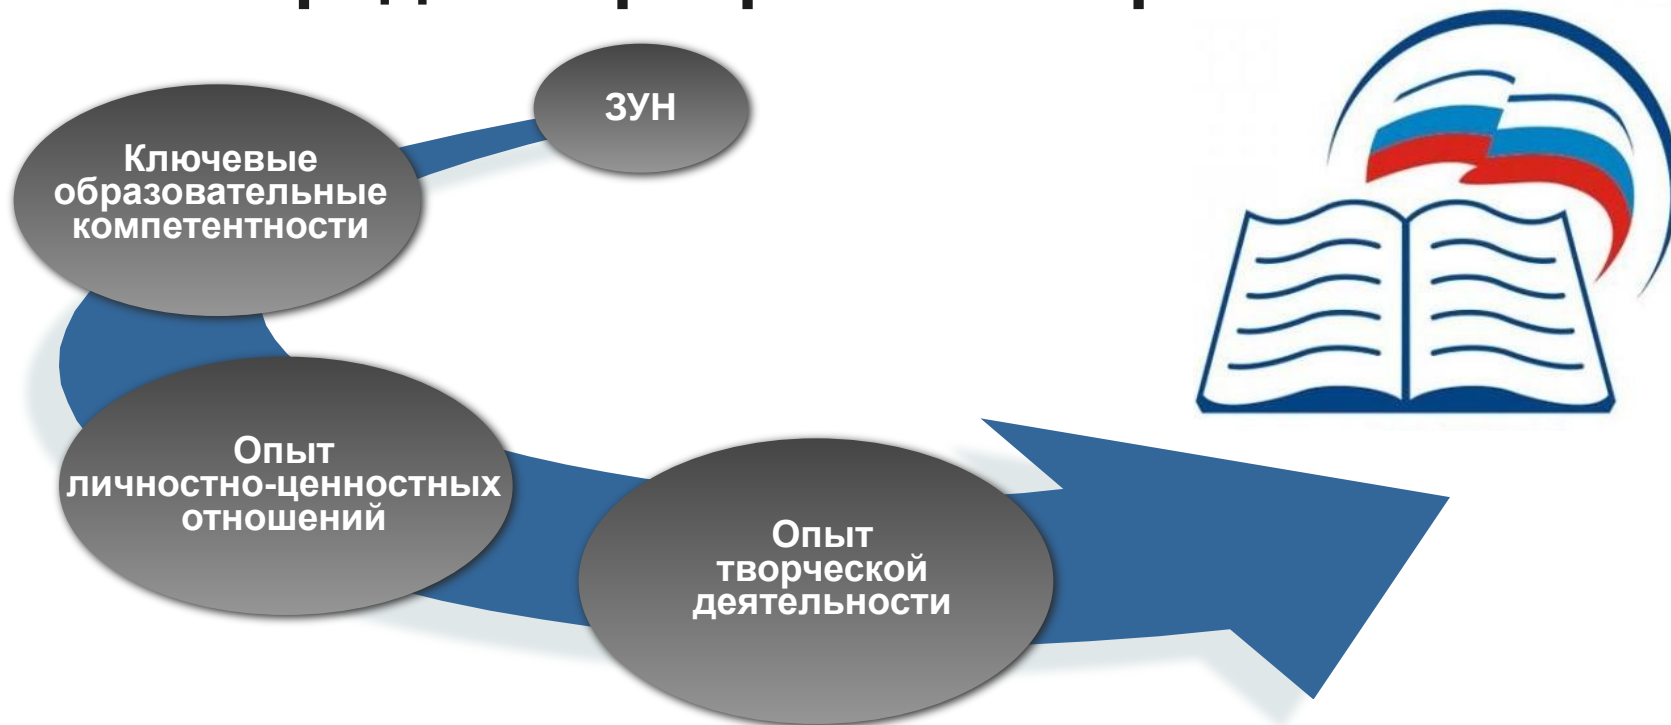 ЗУН
Ключевые
образовательные
компетентности
Опыт
личностно-ценностных
отношений
Опыт
творческой
деятельности